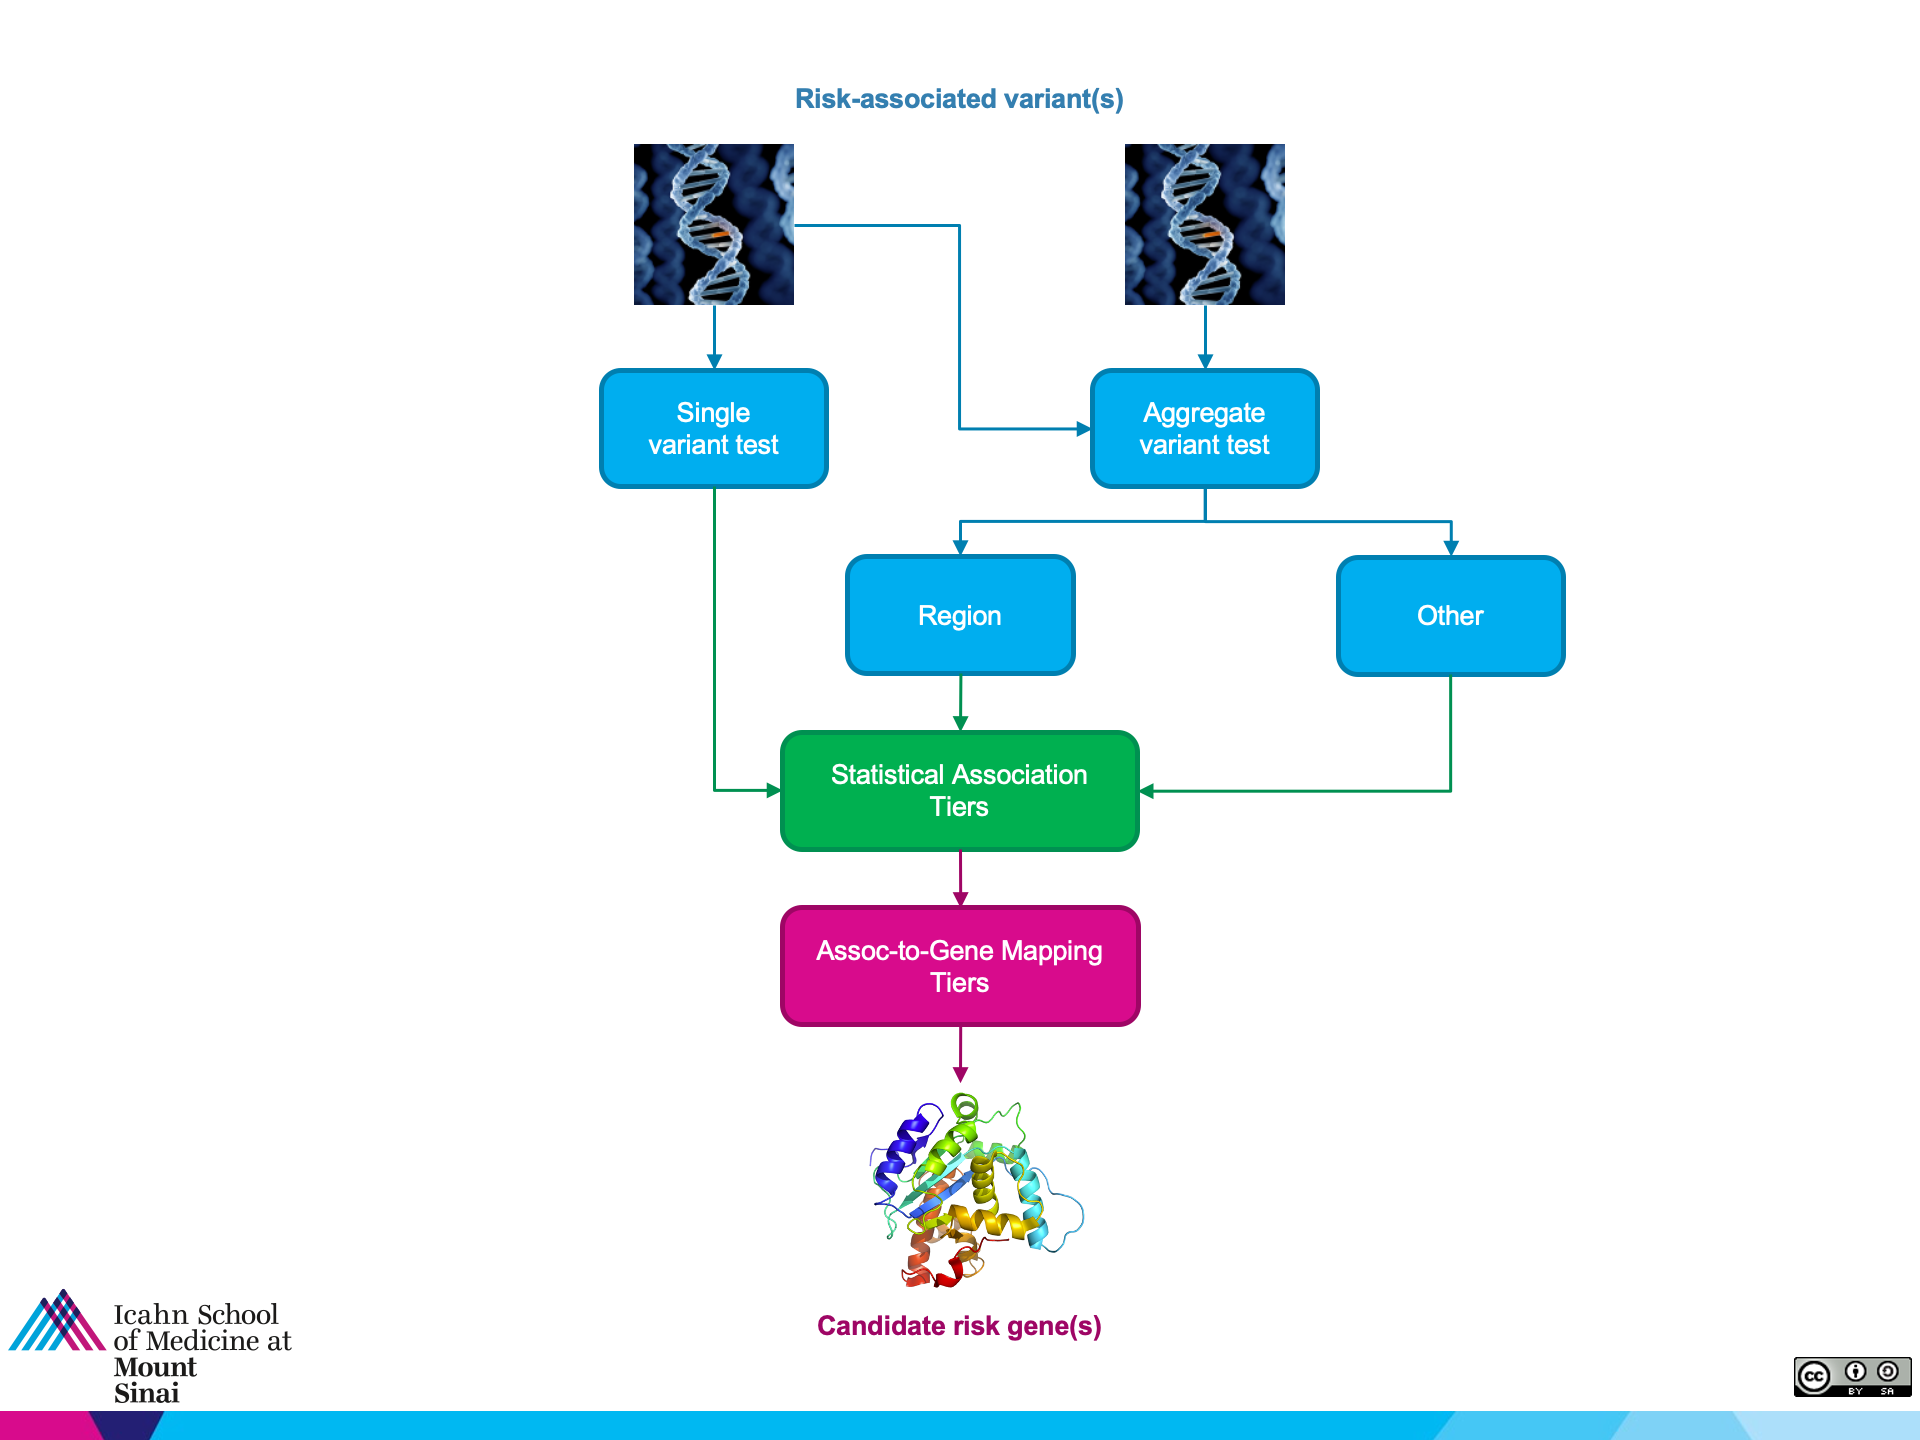 Risk-associated variant(s)
Single
variant test
Aggregate
variant test
Region
Other
Statistical Association
Tiers
Assoc-to-Gene Mapping
Tiers
Candidate risk gene(s)
Icahn School
of Medicine at
Mount
Sinai
cc
BY SA